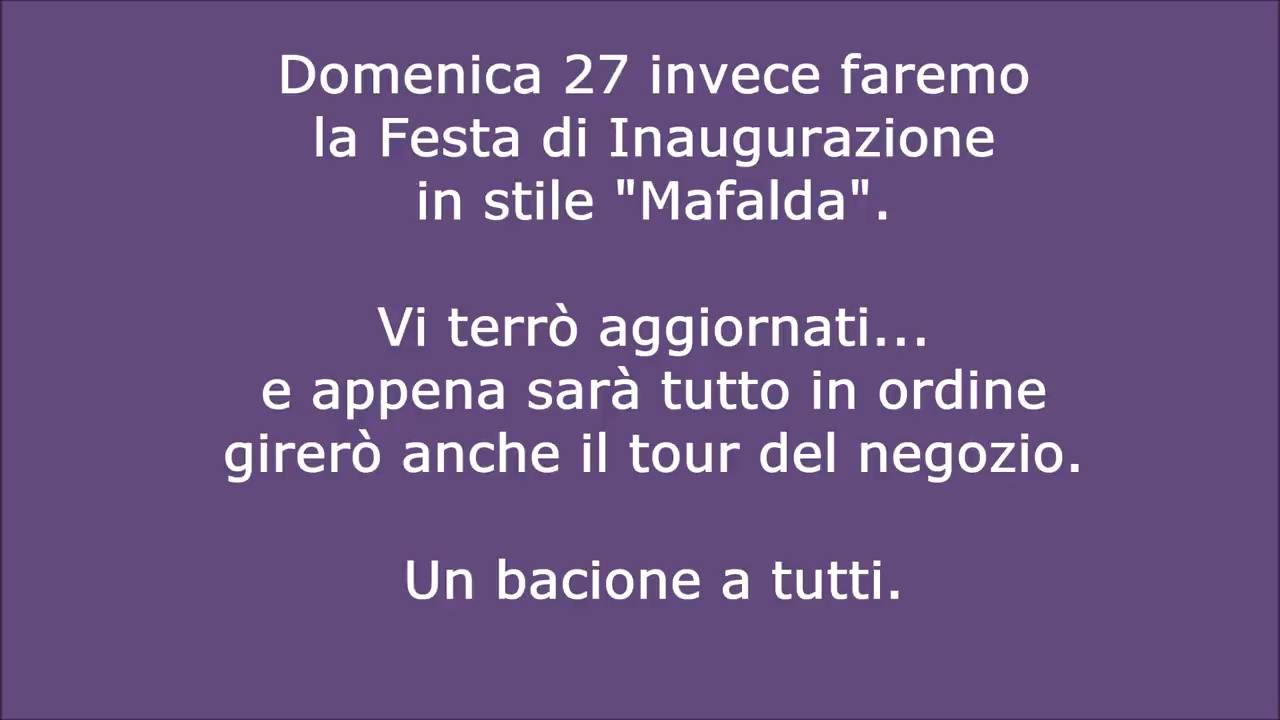 Domenica 27 invece faremo
la Festa di Inaugurazione
in stile "Mafalda".
Vi terrò aggiornati...
e appena sarà tutto in ordine
girerò anche il tour del negozio.
Un bacione a tutti.